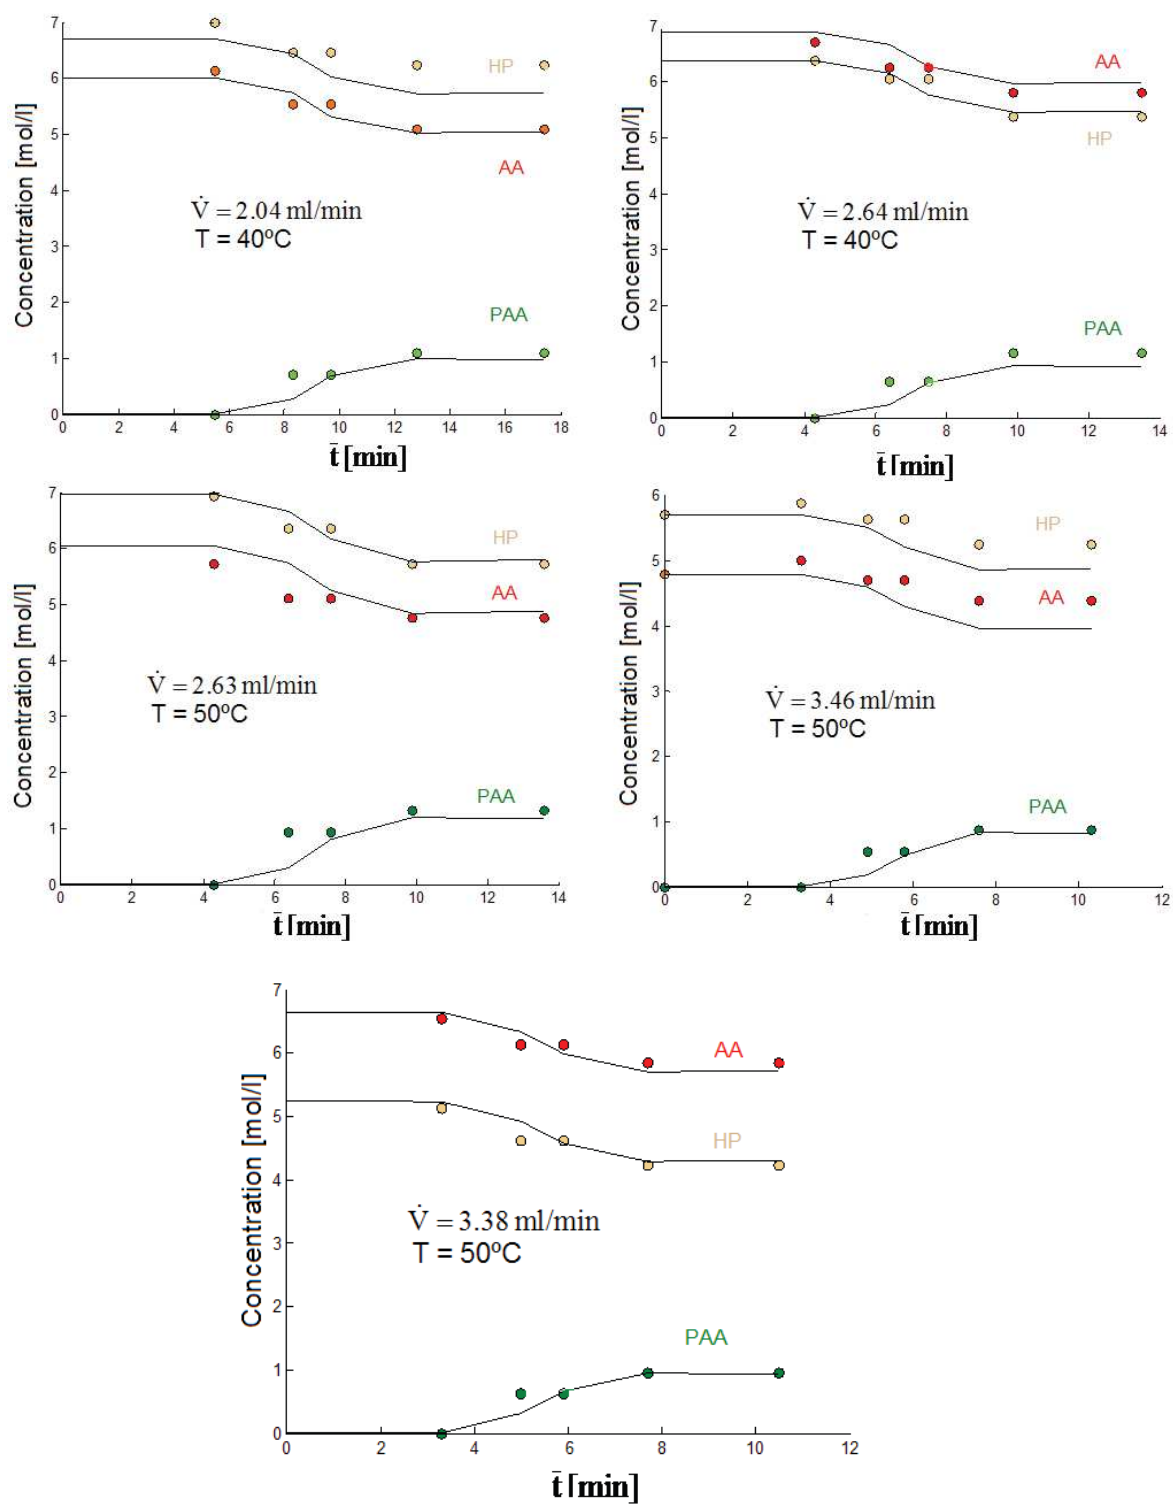 7
6
5
4
3
2
1
0
Concentration [mol/l]
HP
AA
V̇ = 2.04 ml/min
T = 40ºC
PAA
0 2 4 6 8 10 12 14 16 18
t̄ [min]
7
6
5
4
3
2
1
0
Concentration [mol/l]
AA
HP
V̇ = 2.64 ml/min
T = 40ºC
PAA
0 2 4 6 8 10 12 14
t̄ [min]
7
6
5
4
3
2
1
0
Concentration [mol/l]
HP
AA
V̇ = 2.63 ml/min
T = 50ºC
PAA
0 2 4 6 8 10 12 14
t̄ [min]
6
5
4
3
2
1
0
Concentration [mol/l]
HP
AA
V̇ = 3.46 ml/min
T = 50ºC
PAA
0 2 4 6 8 10 12
t̄ [min]
7
6
5
4
3
2
1
0
Concentration [mol/l]
AA
HP
V̇ = 3.38 ml/min
T = 50ºC
PAA
0 2 4 6 8 10 12
t̄ [min]